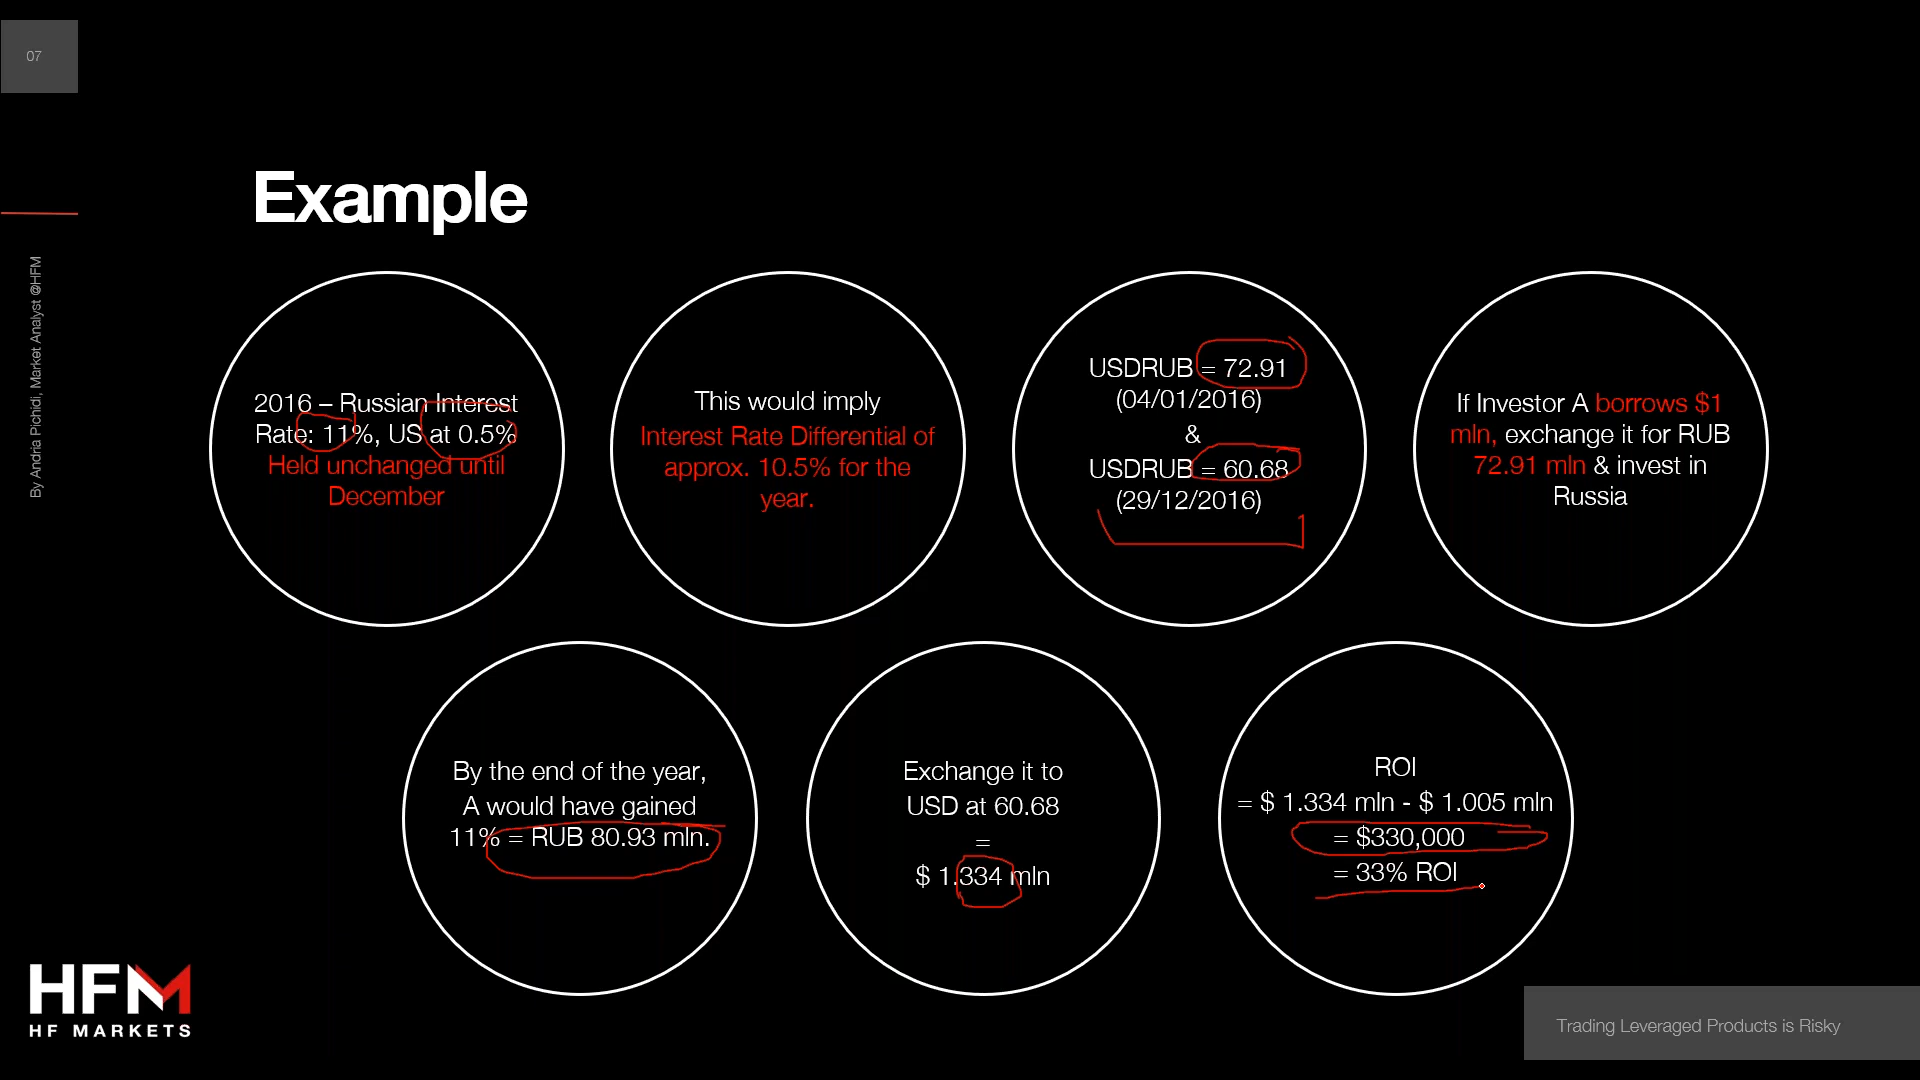 07
By Andria Pichidi, Market Analyst @HFM
Example
2016 – Russian Interest
Rate: 11%, US at 0.5%
Held unchanged until
December
This would imply
Interest Rate Differential of
approx. 10.5% for the
year.
USDRUB = 72.91
(04/01/2016)
&
USDRUB = 60.68
(29/12/2016)
If Investor A borrows $1
mln, exchange it for RUB
72.91 mln & invest in
Russia
By the end of the year,
A would have gained
11% = RUB 80.93 mln.
Exchange it to
USD at 60.68
=
$ 1.334 mln
ROI
= $ 1.334 mln - $ 1.005 mln
= $330,000
= 33% ROI
HFM
HF MARKETS
Trading Leveraged Products is Risky